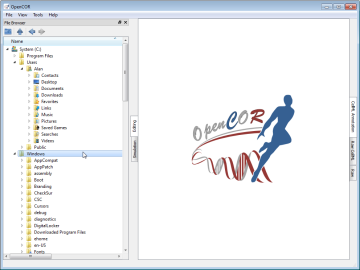 OpenCOR
File View Tools Help
File Browser
Name
System (C:)
Program Files
Users
Alan
Contacts
Desktop
Documents
Downloads
Favorites
Links
Music
Pictures
Saved Games
Searches
Videos
Public
Windows
AppCompat
AppPatch
assembly
Boot
Branding
CheckSur
CSC
Cursors
debug
diagnostics
DigitalLocker
Downloaded Program Files
ehome
en-US
Fonts
Editing
Simulation
OpenCOR
CellML Annotation
Raw CellML
Raw